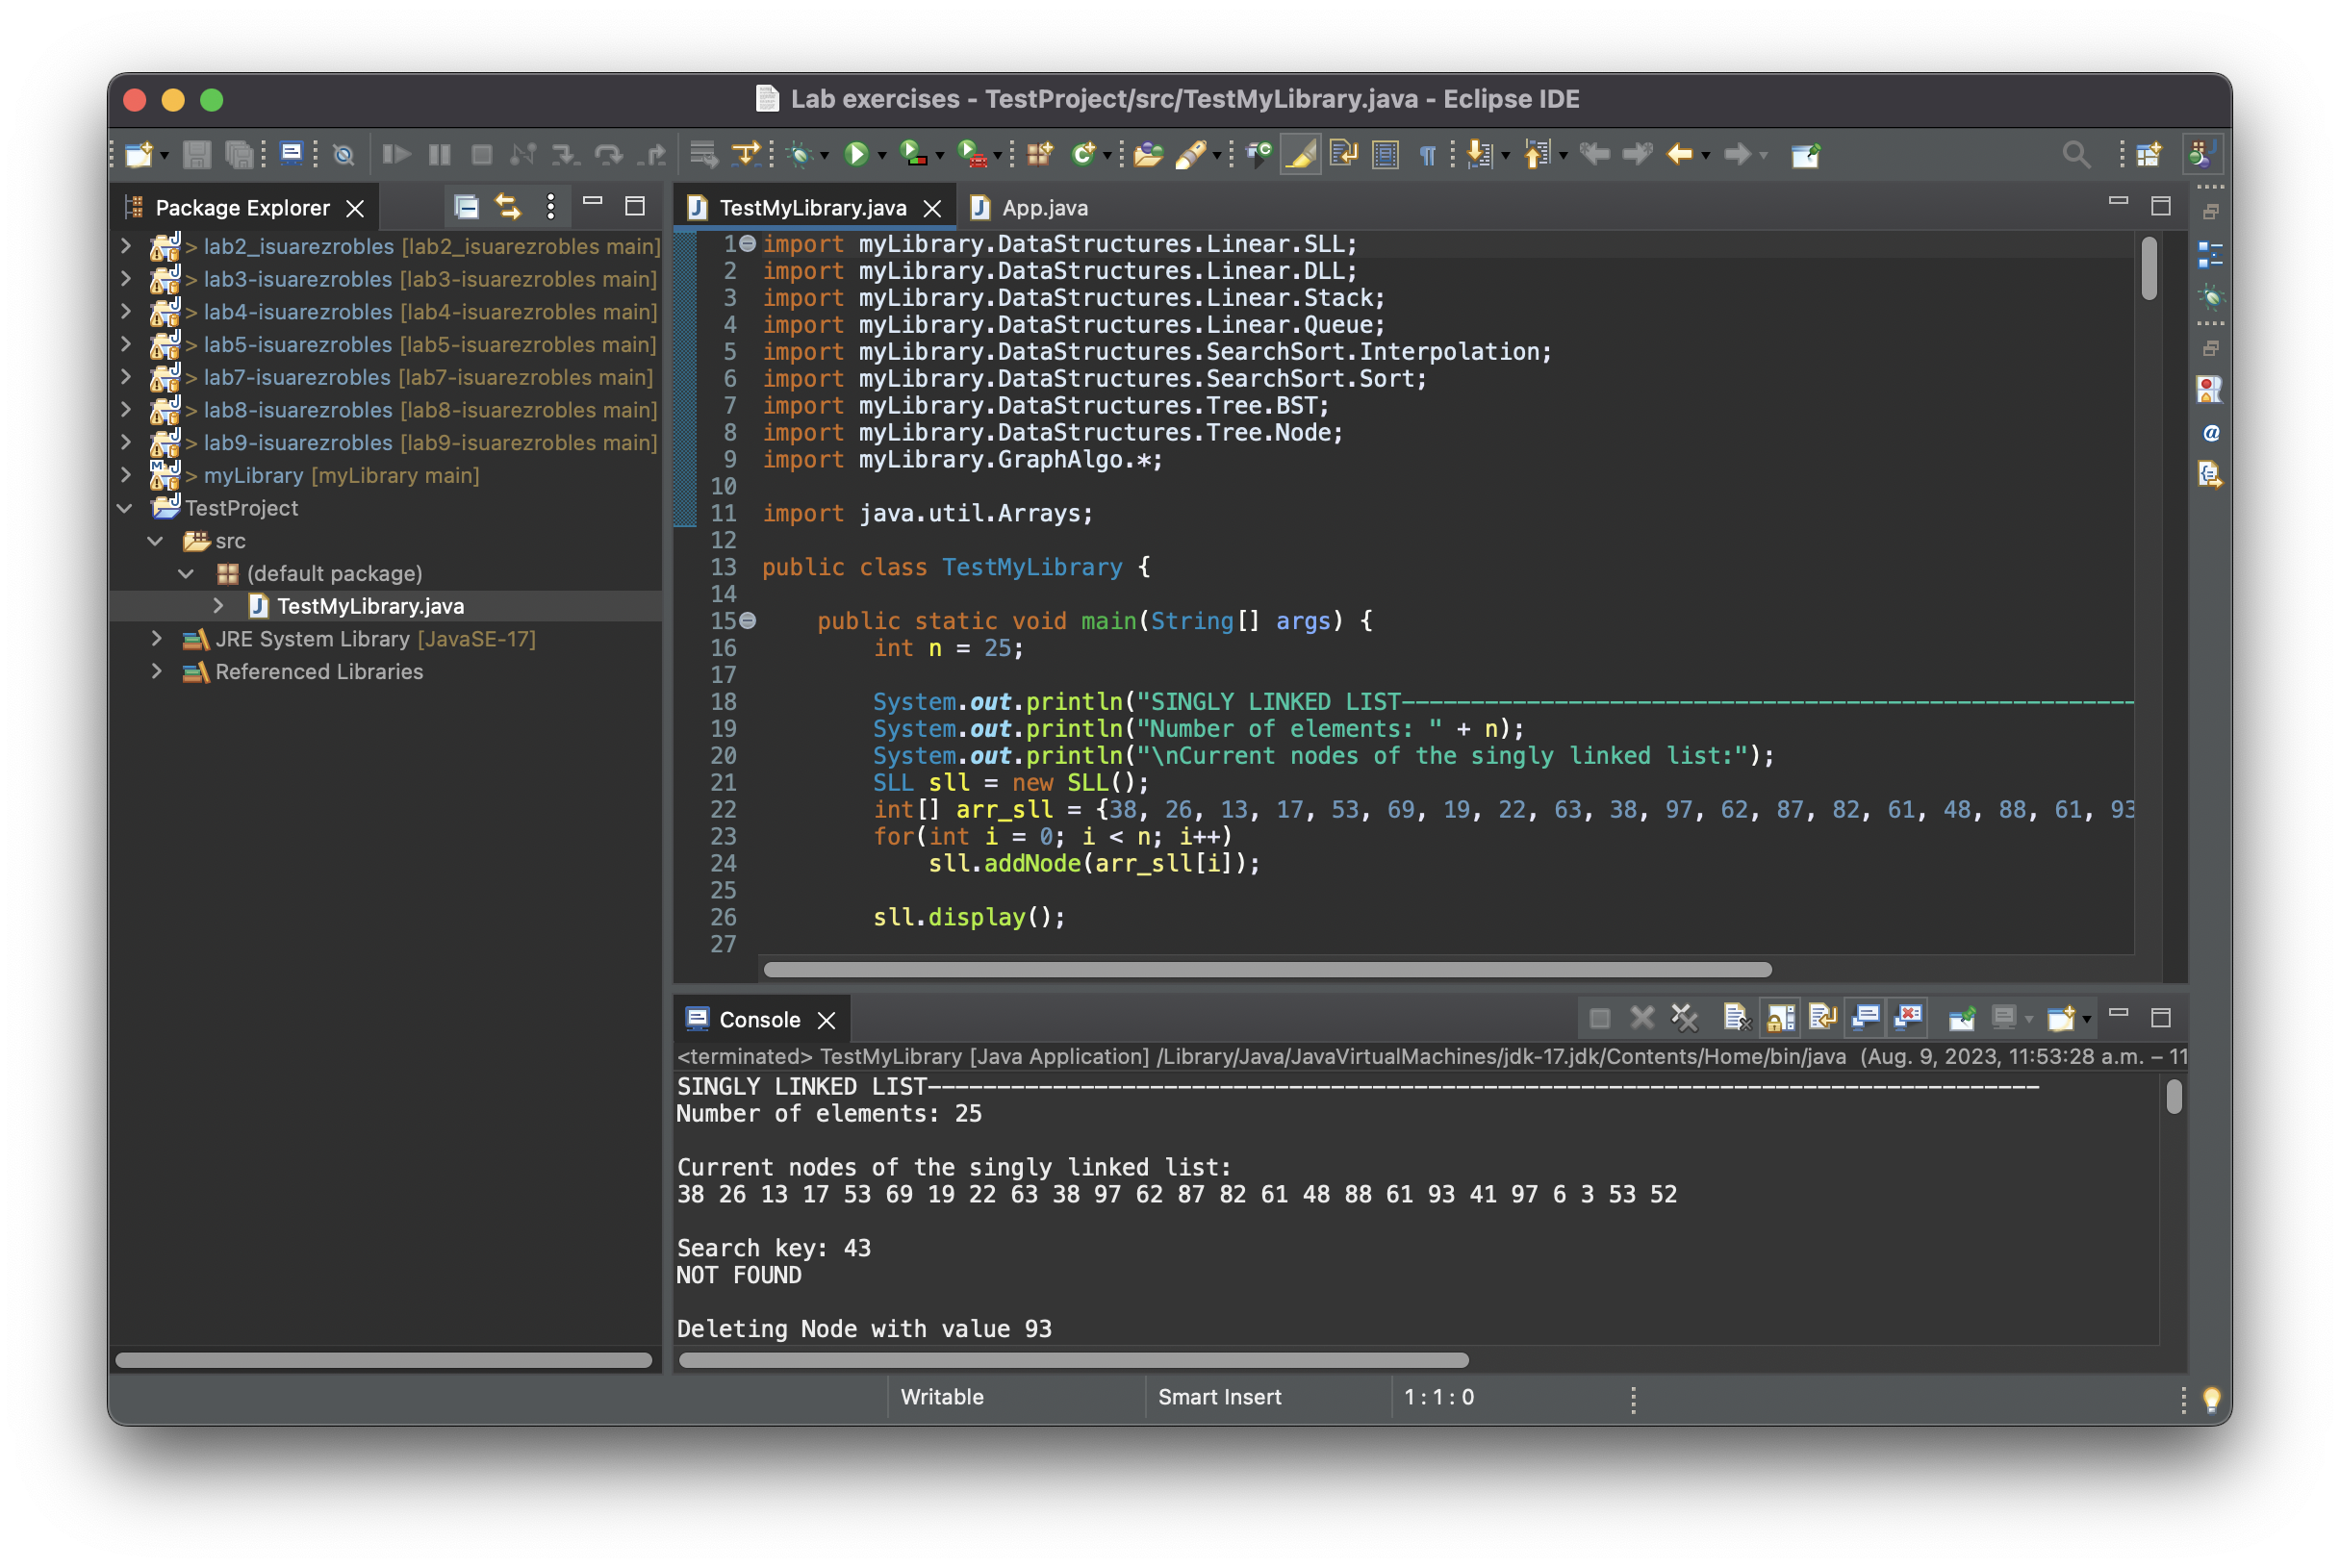 Lab exercises - TestProject/src/TestMyLibrary.java - Eclipse IDE
Package Explorer
> lab2_isuarezrobles [lab2_isuarezrobles main]
> lab3-isuarezrobles [lab3-isuarezrobles main]
> lab4-isuarezrobles [lab4-isuarezrobles main]
> lab5-isuarezrobles [lab5-isuarezrobles main]
> lab7-isuarezrobles [lab7-isuarezrobles main]
> lab8-isuarezrobles [lab8-isuarezrobles main]
> lab9-isuarezrobles [lab9-isuarezrobles main]
> myLibrary [myLibrary main]
TestProject
src
(default package)
TestMyLibrary.java
JRE System Library [JavaSE-17]
Referenced Libraries
TestMyLibrary.java App.java
1 import myLibrary.DataStructures.Linear.SLL;
2 import myLibrary.DataStructures.Linear.DLL;
3 import myLibrary.DataStructures.Linear.Stack;
4 import myLibrary.DataStructures.Linear.Queue;
5 import myLibrary.DataStructures.SearchSort.Interpolation;
6 import myLibrary.DataStructures.SearchSort.Sort;
7 import myLibrary.DataStructures.Tree.BST;
8 import myLibrary.DataStructures.Tree.Node;
9 import myLibrary.GraphAlgo.*;
10
11 import java.util.Arrays;
12
13 public class TestMyLibrary {
14
15 public static void main(String[] args) {
16 int n = 25;
17
18 System.out.println("SINGLY LINKED LIST-----------------------------------------------------
19 System.out.println("Number of elements: " + n);
20 System.out.println("\nCurrent nodes of the singly linked list:");
21 SLL sll = new SLL();
22 int[] arr_sll = {38, 26, 13, 17, 53, 69, 19, 22, 63, 38, 97, 62, 87, 82, 61, 48, 88, 61, 93
23 for(int i = 0; i < n; i++)
24 sll.addNode(arr_sll[i]);
25
26 sll.display();
27
Console
<terminated> TestMyLibrary [Java Application] /Library/Java/JavaVirtualMachines/jdk-17.jdk/Contents/Home/bin/java (Aug. 9, 2023, 11:53:28 a.m. – 11
SINGLY LINKED LIST--------------------------------------------------------------------------------
Number of elements: 25
Current nodes of the singly linked list:
38 26 13 17 53 69 19 22 63 38 97 62 87 82 61 48 88 61 93 41 97 6 3 53 52
Search key: 43
NOT FOUND
Deleting Node with value 93
Writable Smart Insert 1 : 1 : 0